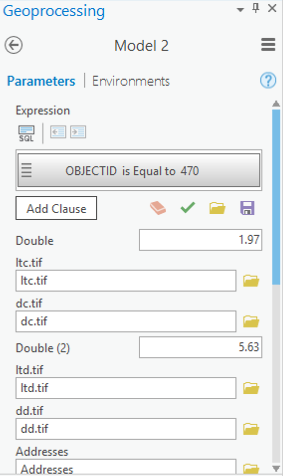 Geoprocessing
Model 2
Parameters | Environments
Expression
SQL
OBJECTID is Equal to 470
Add Clause
Double 1.97
ltc.tif
ltc.tif
dc.tif
dc.tif
Double (2) 5.63
ltd.tif
ltd.tif
dd.tif
dd.tif
Addresses
Addresses